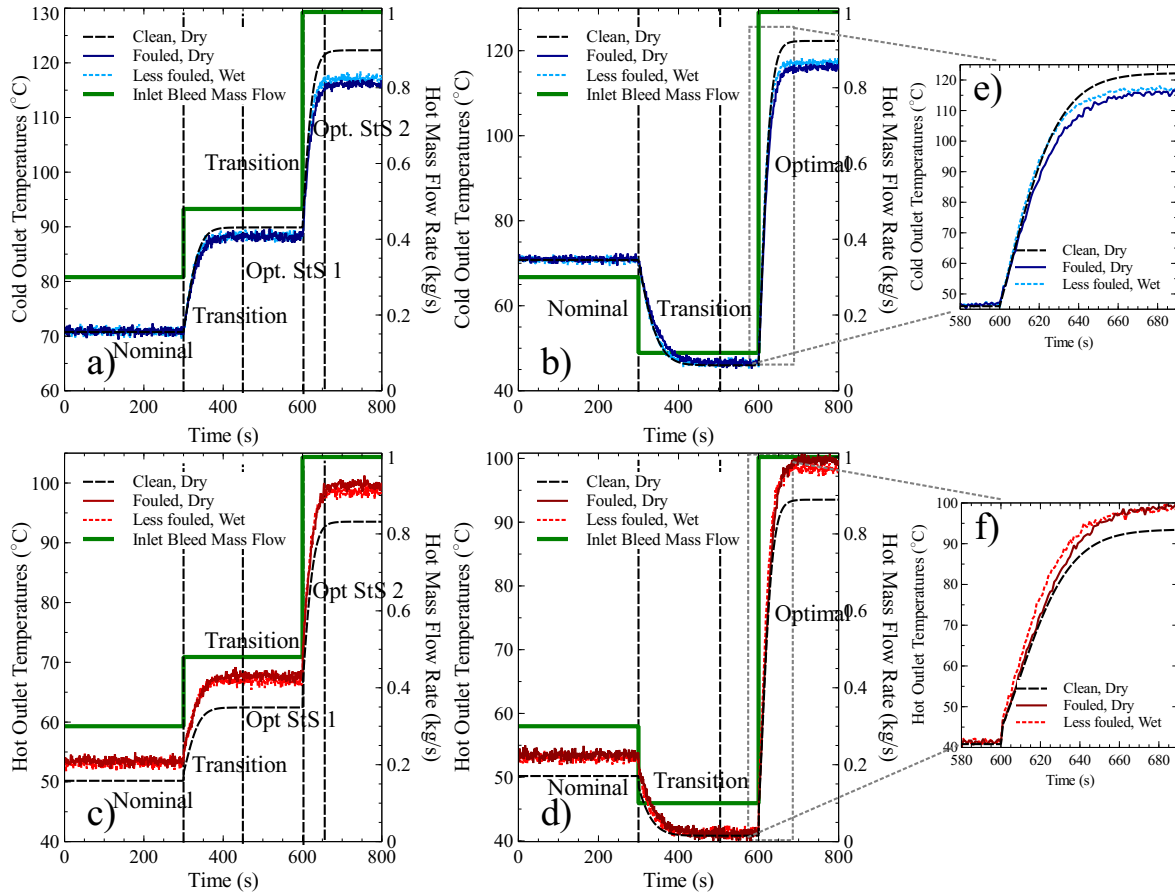 a)
Cold Outlet Temperatures (°C)
130
120
110
100
90
80
70
60
Clean, Dry
Fouled, Dry
Less fouled, Wet
Inlet Bleed Mass Flow
Opt. StS 2
Transition
Opt. StS 1
Transition
Nominal
1
0.8
0.6
0.4
0.2
0
Hot Mass Flow Rate (kg/s)
0 200 400 600 800
Time (s)
b)
Cold Outlet Temperatures (°C)
130
120
100
80
60
40
Clean, Dry
Fouled, Dry
Less fouled, Wet
Inlet Bleed Mass Flow
Optimal
Nominal
Transition
1
0.8
0.6
0.4
0.2
0
Hot Mass Flow Rate (kg/s)
0 200 400 600 800
Time (s)
e)
Cold Outlet Temperatures (°C)
120
110
100
90
80
70
60
50
Clean, Dry
Fouled, Dry
Less fouled, Wet
580 600 620 640 660 680
Time (s)
c)
Hot Outlet Temperatures (°C)
100
90
80
70
60
50
40
Clean, Dry
Fouled, Dry
Less fouled, Wet
Inlet Bleed Mass Flow
Opt StS 2
Transition
Opt StS 1
Transition
Nominal
1
0.8
0.6
0.4
0.2
0
Hot Mass Flow Rate (kg/s)
0 200 400 600 800
Time (s)
d)
Hot Outlet Temperatures (°C)
100
90
80
70
60
50
40
Clean, Dry
Fouled, Dry
Less fouled, Wet
Inlet Bleed Mass Flow
Optimal
Nominal
Transition
1
0.8
0.6
0.4
0.2
0
Hot Mass Flow Rate (kg/s)
0 200 400 600 800
Time (s)
f)
Hot Outlet Temperatures (°C)
100
90
80
70
60
50
40
Clean, Dry
Fouled, Dry
Less fouled, Wet
580 600 620 640 660 680
Time (s)